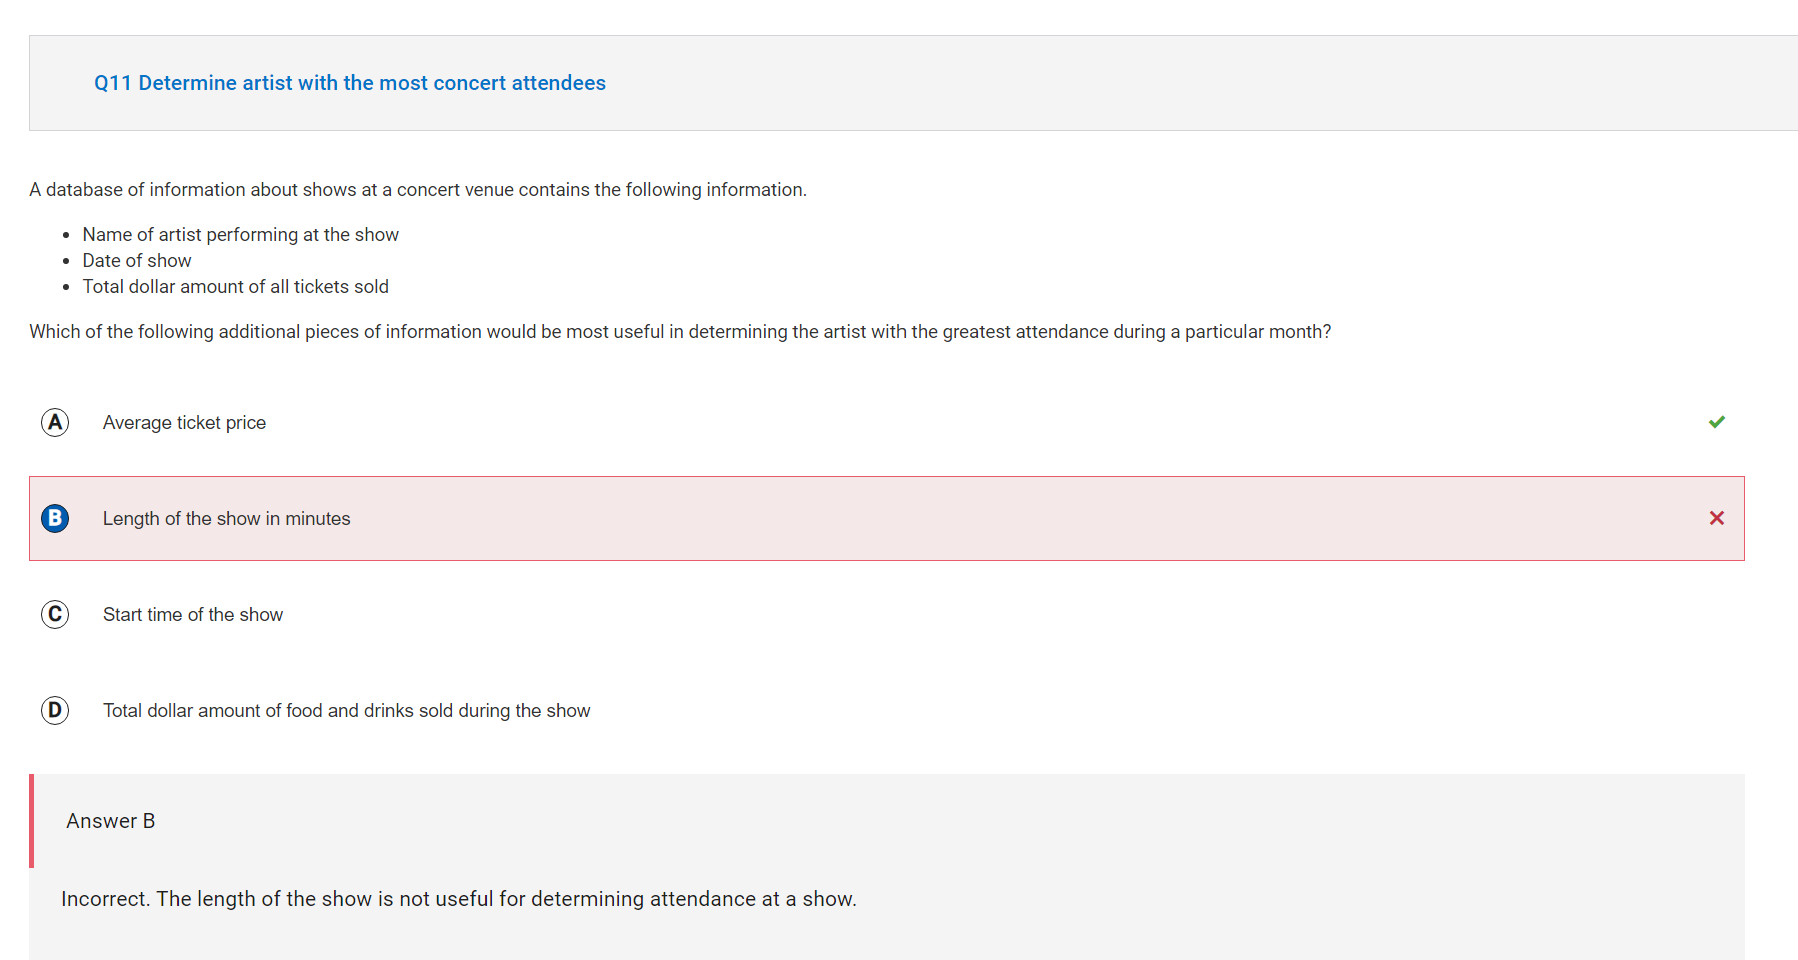 Q11 Determine artist with the most concert attendees
A database of information about shows at a concert venue contains the following information.
• Name of artist performing at the show
• Date of show
• Total dollar amount of all tickets sold
Which of the following additional pieces of information would be most useful in determining the artist with the greatest attendance during a particular month?
A Average ticket price
B Length of the show in minutes
C Start time of the show
D Total dollar amount of food and drinks sold during the show
Answer B
Incorrect. The length of the show is not useful for determining attendance at a show.